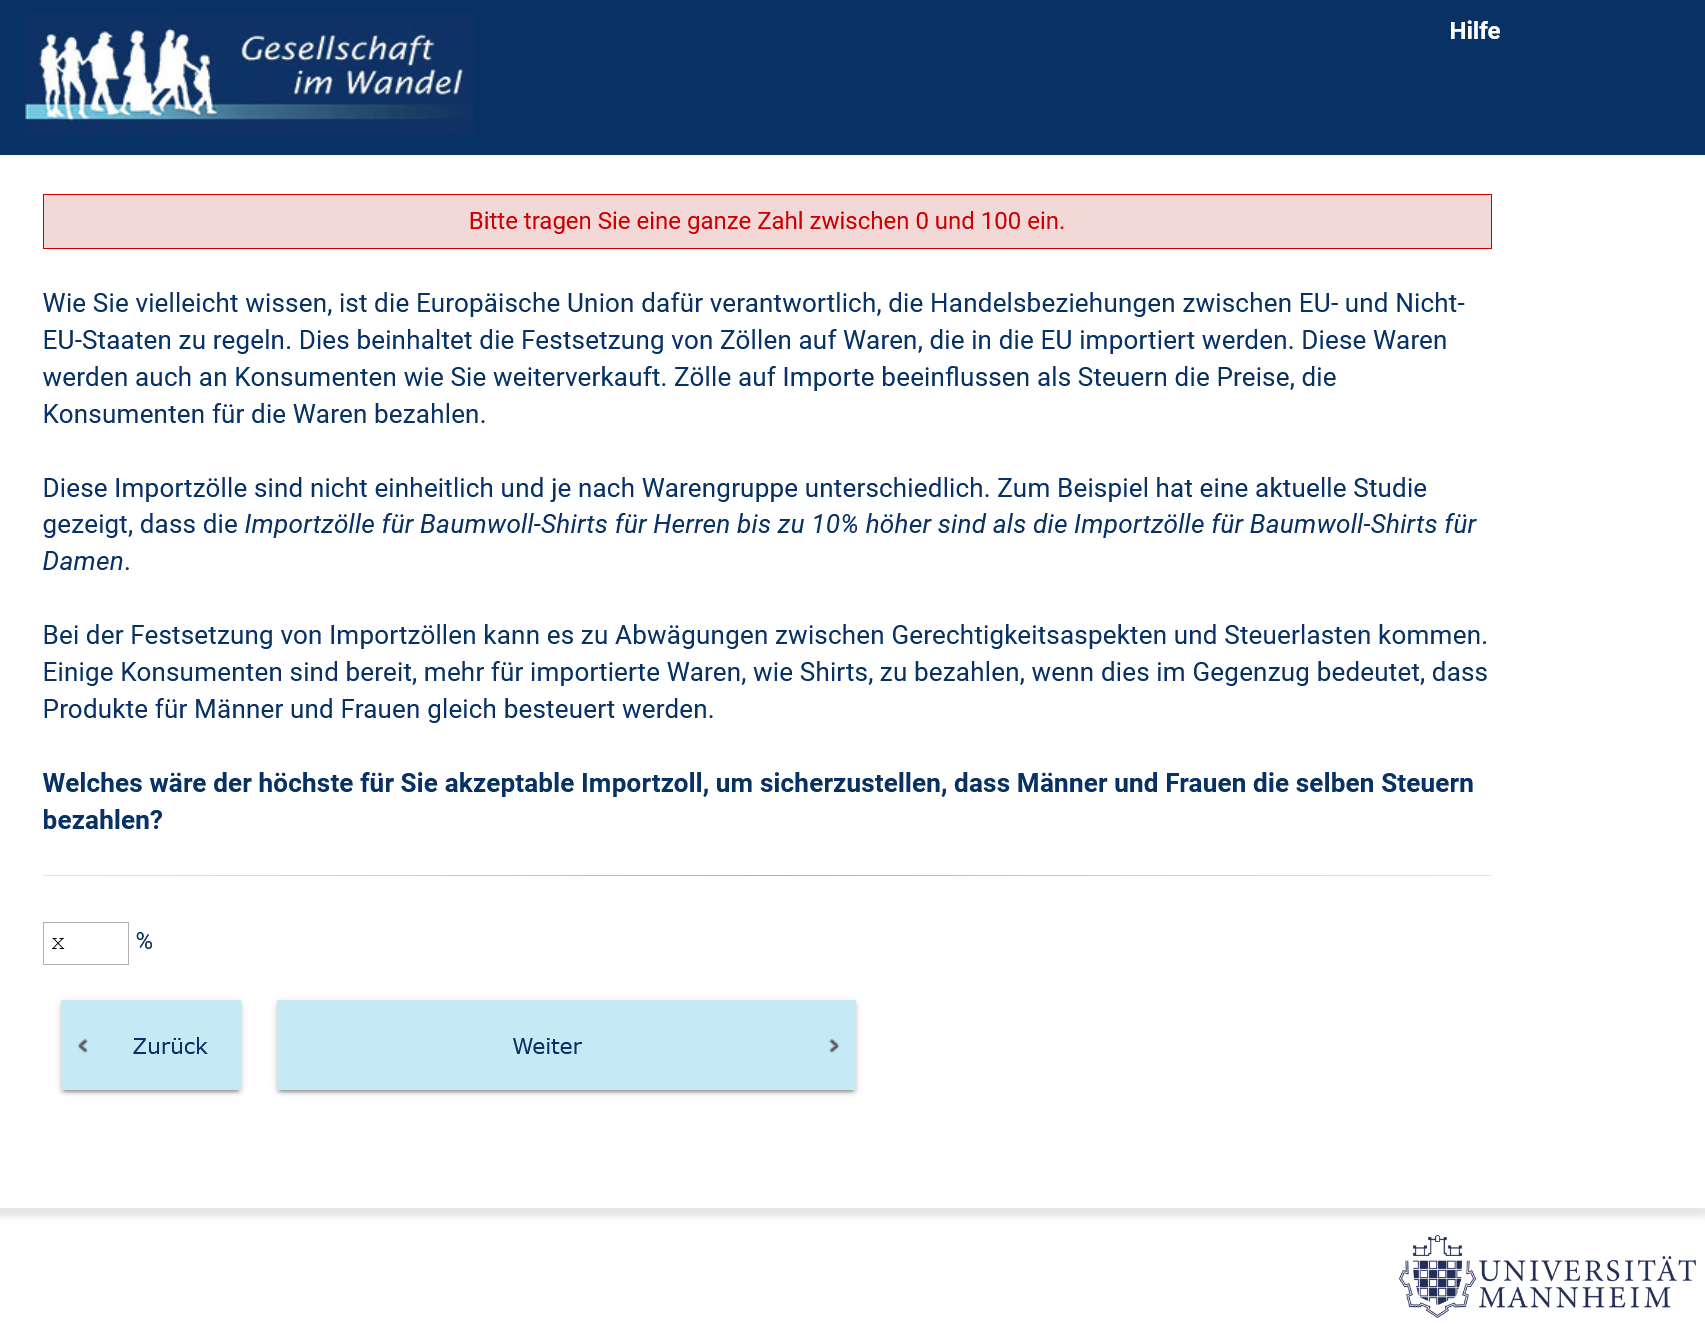 Gesellschaft
im Wandel
Hilfe
Bitte tragen Sie eine ganze Zahl zwischen 0 und 100 ein.
Wie Sie vielleicht wissen, ist die Europäische Union dafür verantwortlich, die Handelsbeziehungen zwischen EU- und Nicht-
EU-Staaten zu regeln. Dies beinhaltet die Festsetzung von Zöllen auf Waren, die in die EU importiert werden. Diese Waren
werden auch an Konsumenten wie Sie weiterverkauft. Zölle auf Importe beeinflussen als Steuern die Preise, die
Konsumenten für die Waren bezahlen.
Diese Importzölle sind nicht einheitlich und je nach Warengruppe unterschiedlich. Zum Beispiel hat eine aktuelle Studie
gezeigt, dass die Importzölle für Baumwoll-Shirts für Herren bis zu 10% höher sind als die Importzölle für Baumwoll-Shirts für
Damen.
Bei der Festsetzung von Importzöllen kann es zu Abwägungen zwischen Gerechtigkeitsaspekten und Steuerlasten kommen.
Einige Konsumenten sind bereit, mehr für importierte Waren, wie Shirts, zu bezahlen, wenn dies im Gegenzug bedeutet, dass
Produkte für Männer und Frauen gleich besteuert werden.
Welches wäre der höchste für Sie akzeptable Importzoll, um sicherzustellen, dass Männer und Frauen die selben Steuern
bezahlen?
x %
Zurück
Weiter
UNIVERSITÄT
MANNHEIM